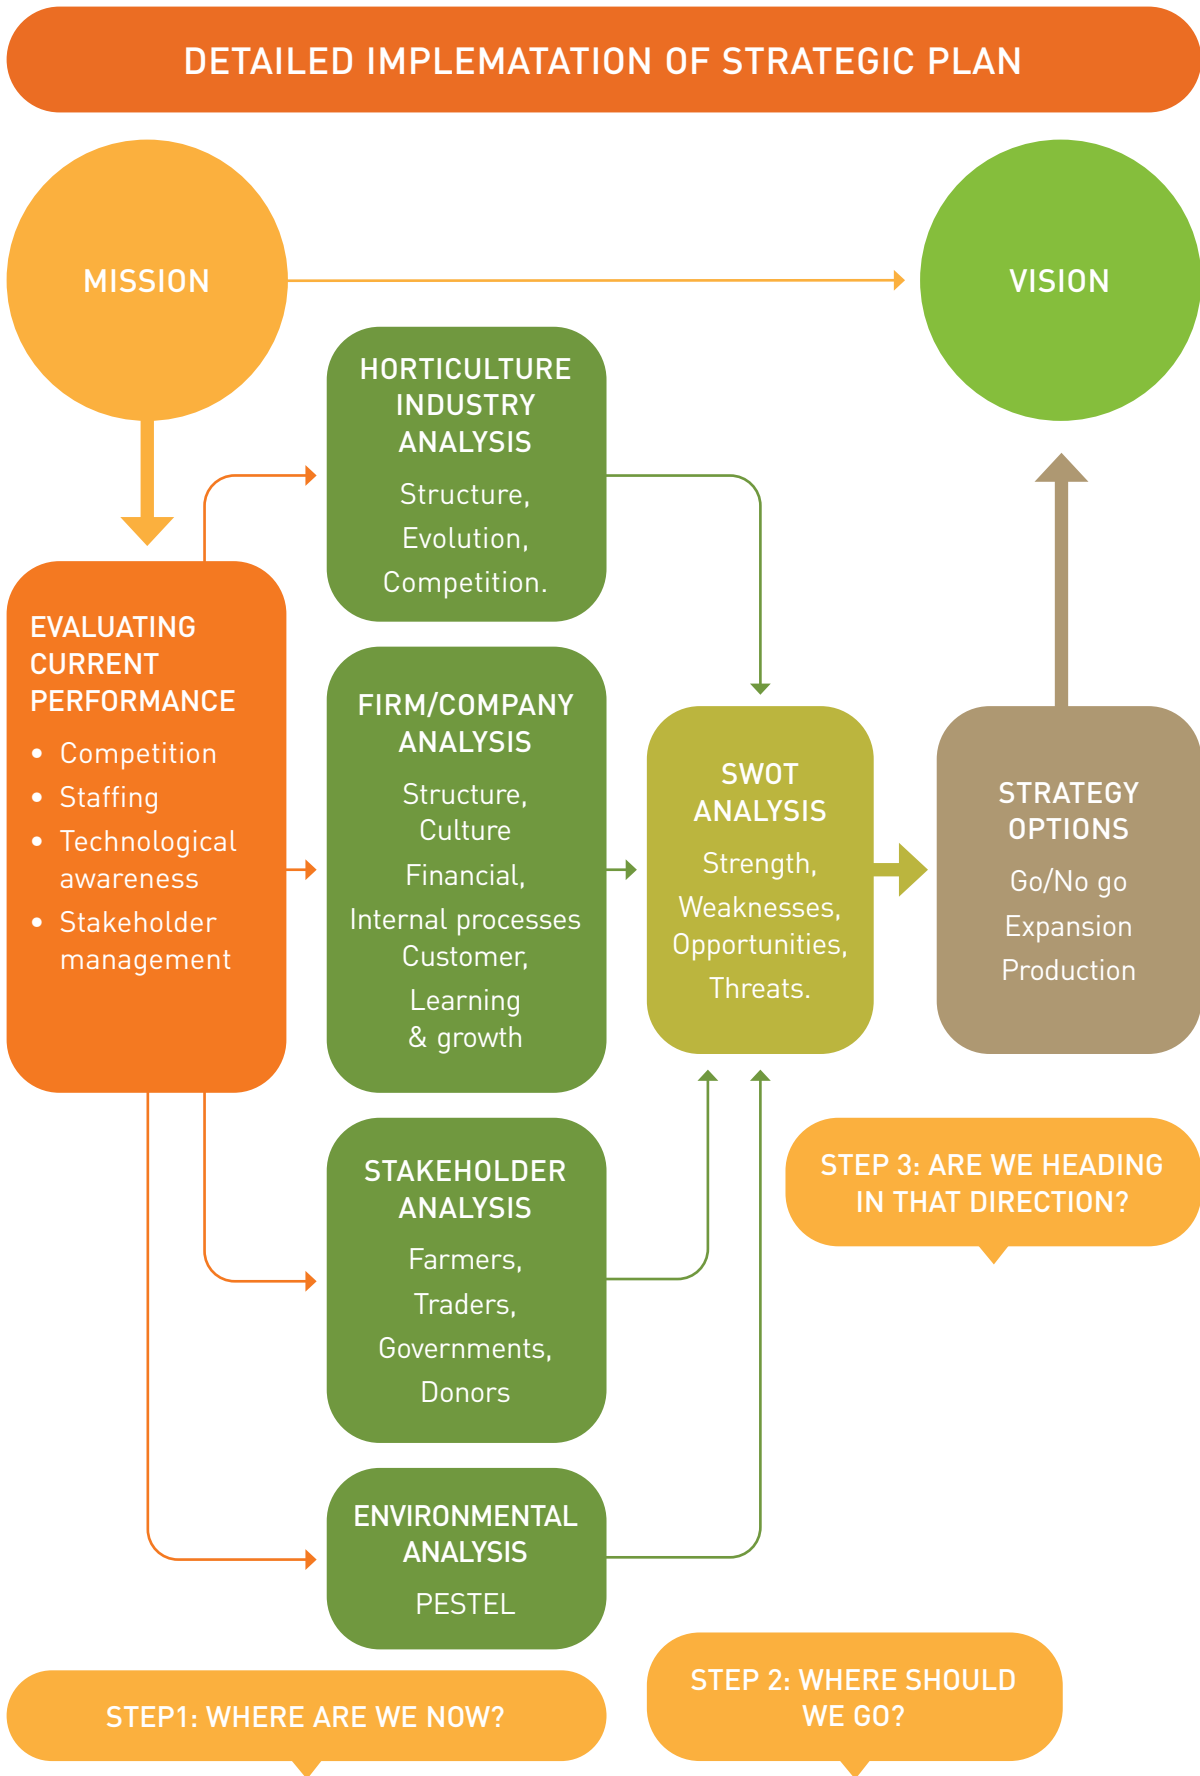 DETAILED IMPLEMATATION OF STRATEGIC PLAN
MISSION
VISION
HORTICULTURE
INDUSTRY
ANALYSIS
Structure,
Evolution,
Competition.
EVALUATING
CURRENT
PERFORMANCE
• Competition
• Staffing
• Technological
awareness
• Stakeholder
management
FIRM/COMPANY
ANALYSIS
Structure,
Culture
Financial,
Internal processes
Customer,
Learning
& growth
SWOT
ANALYSIS
Strength,
Weaknesses,
Opportunities,
Threats.
STRATEGY
OPTIONS
Go/No go
Expansion
Production
STAKEHOLDER
ANALYSIS
Farmers,
Traders,
Governments,
Donors
STEP 3: ARE WE HEADING
IN THAT DIRECTION?
ENVIRONMENTAL
ANALYSIS
PESTEL
STEP1: WHERE ARE WE NOW?
STEP 2: WHERE SHOULD
WE GO?